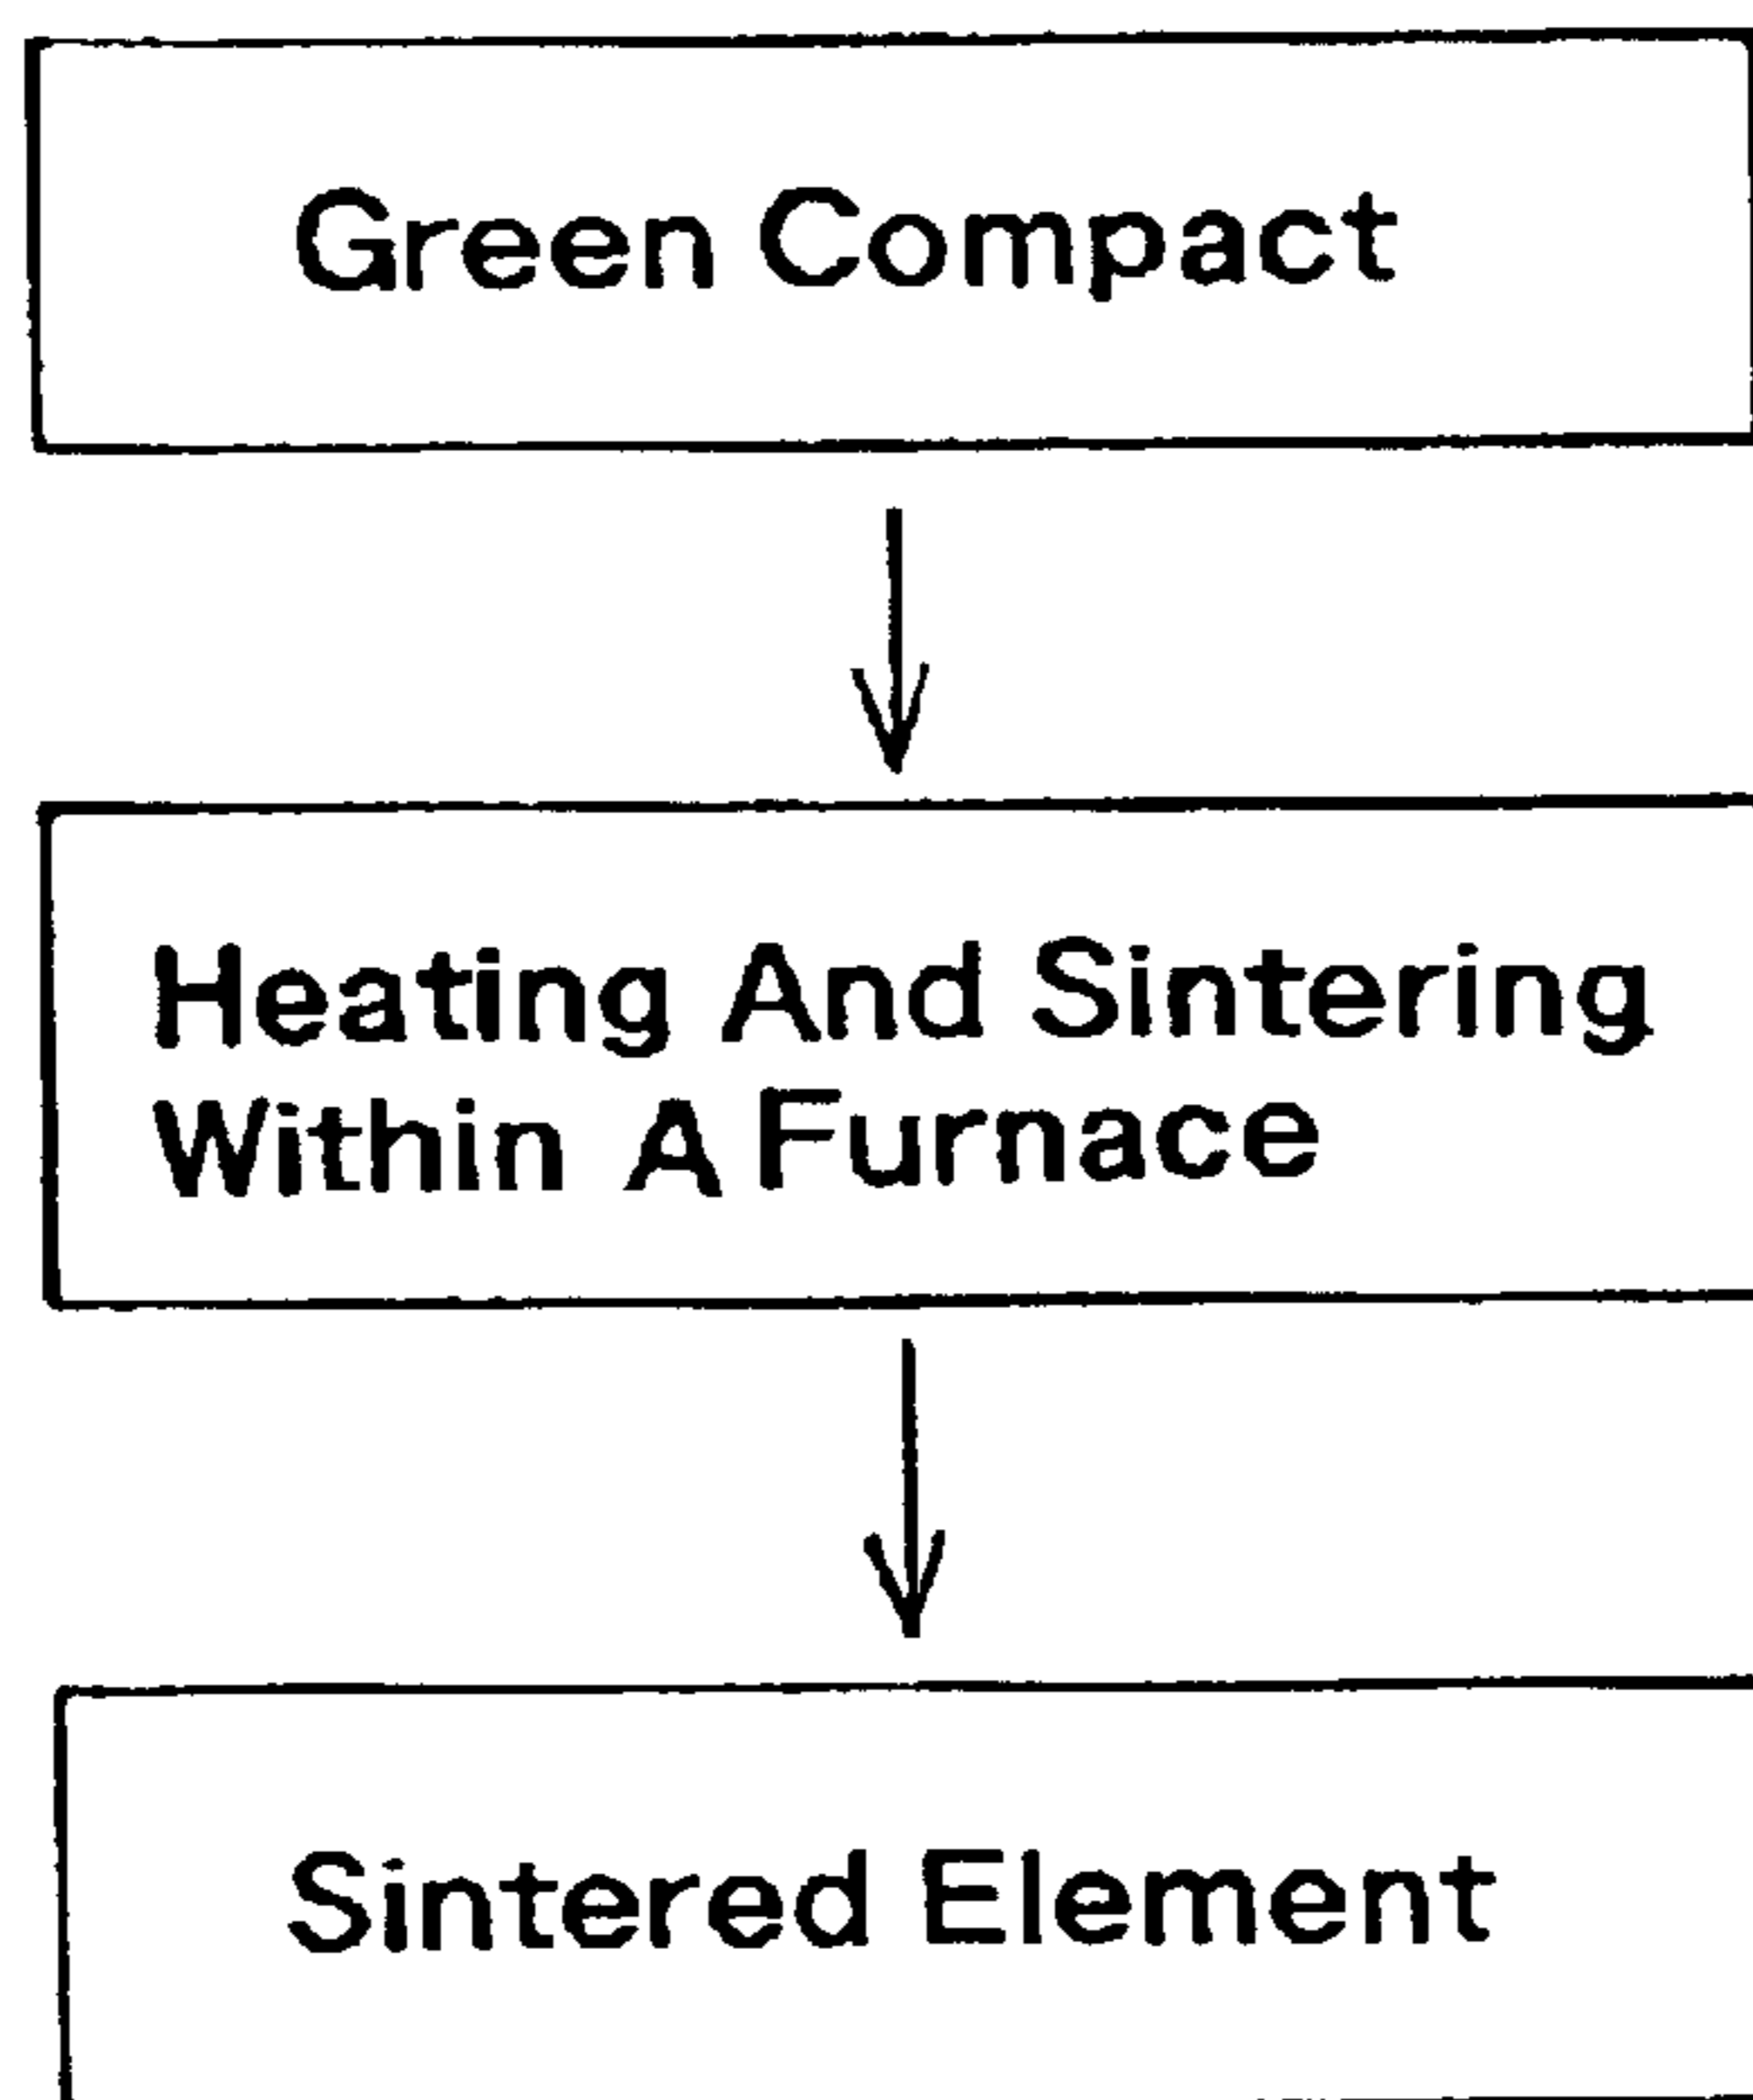 Green Compact
Heating And Sintering
Within A Furnace
Sintered Element